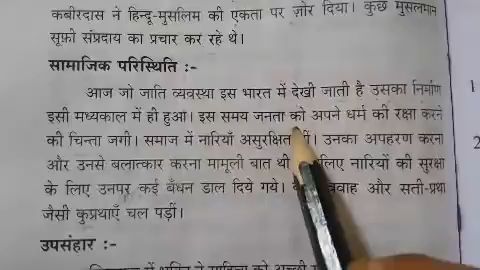 कबीरदास ने हिन्दू-मुसलिम की एकता पर ज़ोर दिया। कुछ मुसलमान
सूफ़ी संप्रदाय का प्रचार कर रहे थे।
सामाजिक परिस्थिति :-
आज जो जाति व्यवस्था इस भारत में देखी जाती है उसका निर्माण
इसी मध्यकाल में ही हुआ। इस समय जनता को अपने धर्म की रक्षा करने
की चिन्ता जगी। समाज में नारियाँ असुरक्षित थीं। उनका अपहरण करना
और उनसे बलात्कार करना मामूली बात थी नारियों की सुरक्षा
के लिए उनपर कई बँधन डाल दिये गये। और सती-प्रथा
जैसी कुप्रथाएँ चल पड़ीं।
उपसंहार :-